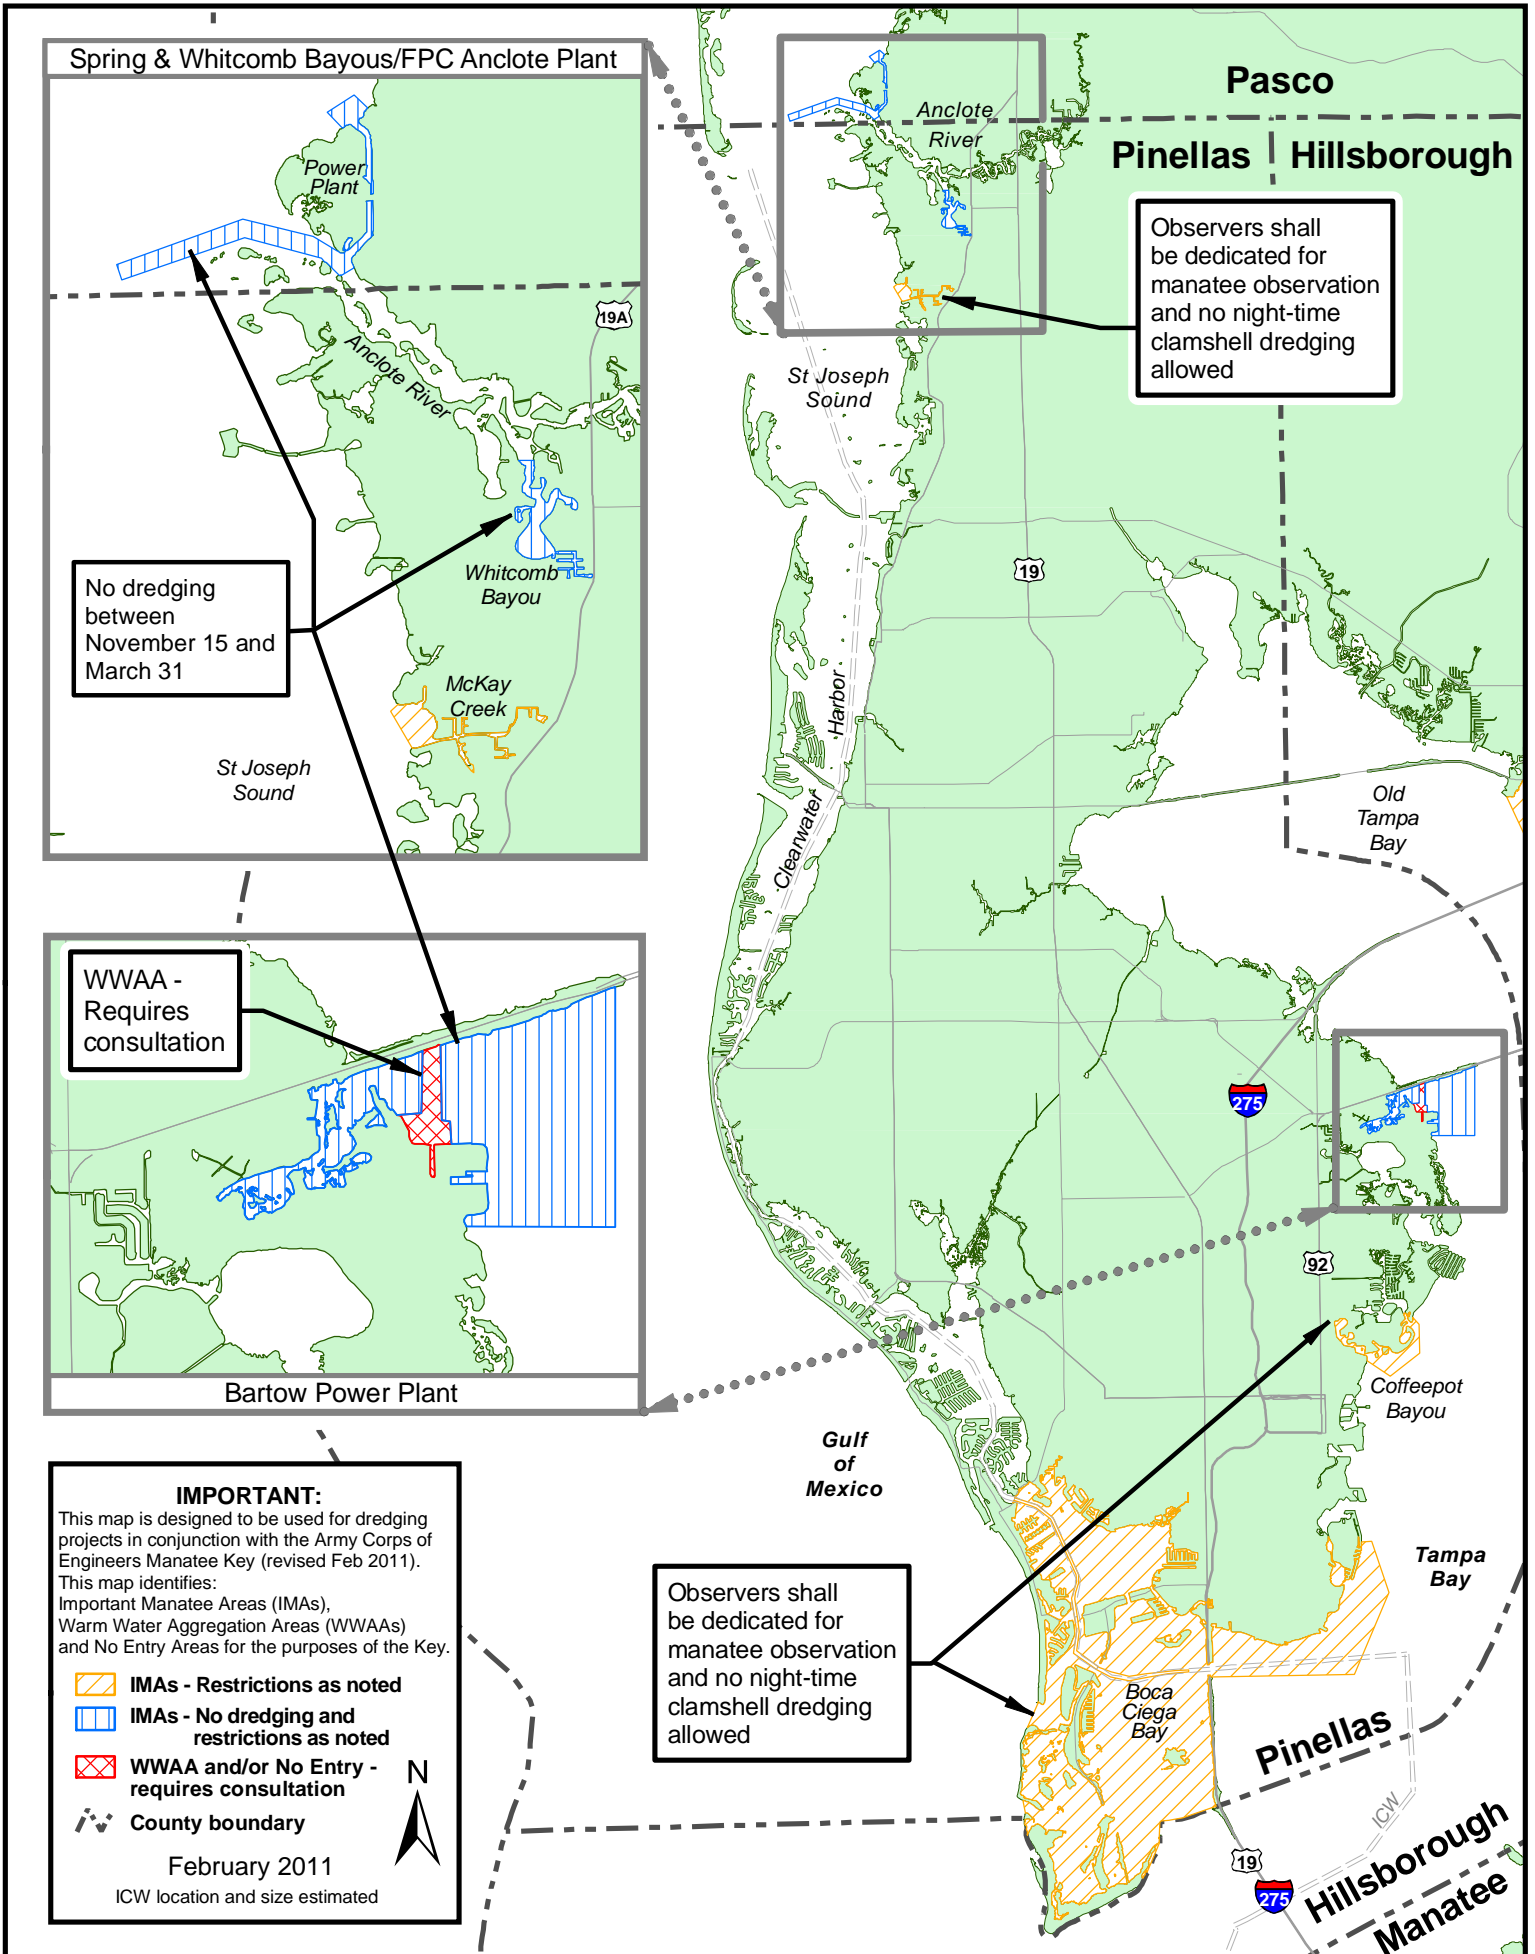 Spring & Whitcomb Bayous/FPC Anclote Plant
Power
Plant
19A
Anclote River
Whitcomb
Bayou
No dredging
between
November 15 and
March 31
McKay
Creek
St Joseph
Sound
WWAA -
Requires
consultation
Bartow Power Plant
Pasco
Anclote
River
Pinellas
Hillsborough
Observers shall
be dedicated for
manatee observation
and no night-time
clamshell dredging
allowed
St Joseph
Sound
19
Clearwater Harbor
Old
Tampa
Bay
275
92
Coffeepot
Bayou
Gulf
of
Mexico
Tampa
Bay
Observers shall
be dedicated for
manatee observation
and no night-time
clamshell dredging
allowed
Boca
Ciega
Bay
Pinellas
ICW
19
275
Hillsborough
Manatee
IMPORTANT:
This map is designed to be used for dredging
projects in conjunction with the Army Corps of
Engineers Manatee Key (revised Feb 2011).
This map identifies:
Important Manatee Areas (IMAs),
Warm Water Aggregation Areas (WWAAs)
and No Entry Areas for the purposes of the Key.
IMAs - Restrictions as noted
IMAs - No dredging and
restrictions as noted
WWAA and/or No Entry -
requires consultation
County boundary
N
February 2011
ICW location and size estimated